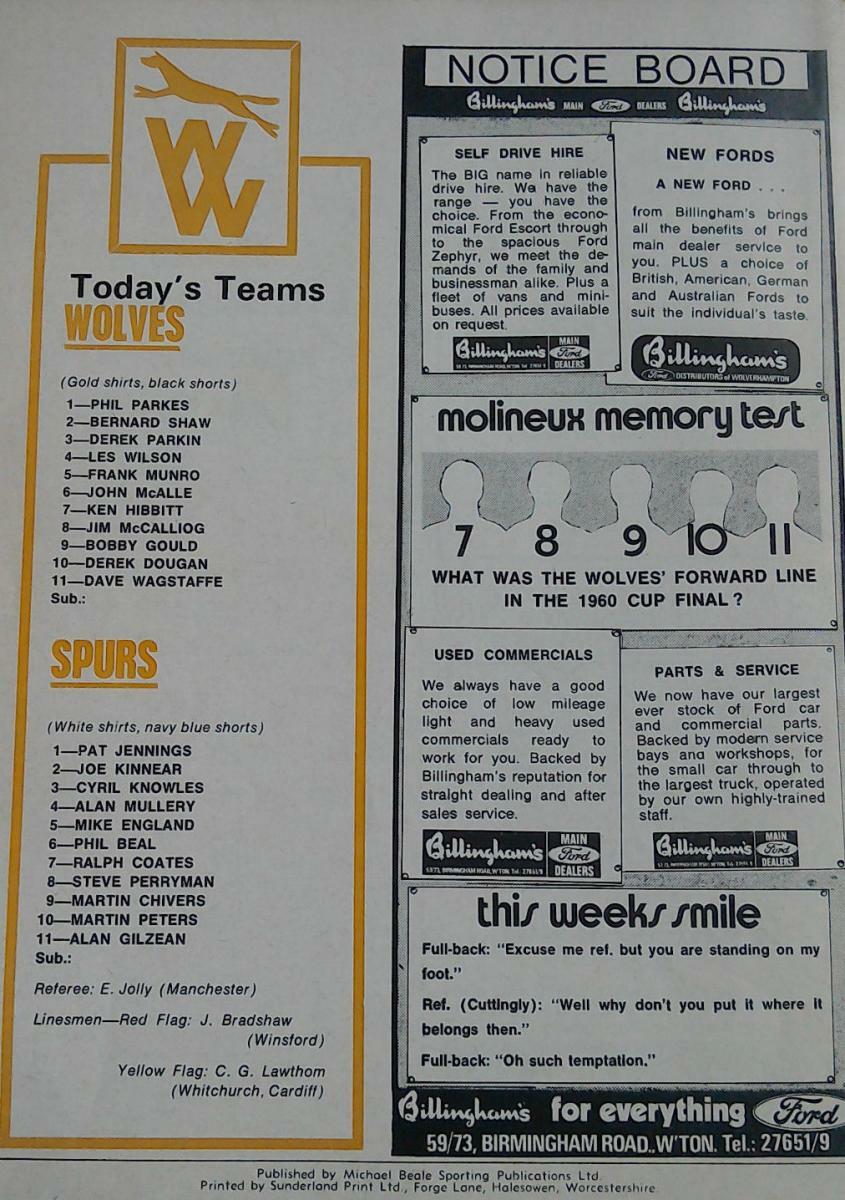 W
W
Today's Teams
WOLVES
(Gold shirts, black shorts)
1—PHIL PARKES
2—BERNARD SHAW
3—DEREK PARKIN
4—LES WILSON
5—FRANK MUNRO
6—JOHN McALLE
7—KEN HIBBITT
8—JIM McCALLIOG
9—BOBBY GOULD
10—DEREK DOUGAN
11—DAVE WAGSTAFFE
Sub.:
SPURS
(White shirts, navy blue shorts)
1—PAT JENNINGS
2—JOE KINNEAR
3—CYRIL KNOWLES
4—ALAN MULLERY
5—MIKE ENGLAND
6—PHIL BEAL
7—RALPH COATES
8—STEVE PERRYMAN
9—MARTIN CHIVERS
10—MARTIN PETERS
11—ALAN GILZEAN
Sub.:
Referee: E. Jolly (Manchester)
Linesmen—Red Flag: J. Bradshaw
(Winsford)
Yellow Flag: C. G. Lawthom
(Whitchurch, Cardiff)
NOTICE BOARD
Billingham's MAIN Ford DEALERS Billingham's
SELF DRIVE HIRE
The BIG name in reliable
drive hire. We have the
range — you have the
choice. From the econo-
mical Ford Escort through
to the spacious Ford
Zephyr, we meet the de-
mands of the family and
businessman alike. Plus a
fleet of vans and mini-
buses. All prices available
on request.
Billingham's MAIN Ford DEALERS
59/73, BIRMINGHAM ROAD, W'TON. Tel. 27651/9
NEW FORDS
A NEW FORD . . .
from Billingham's brings
all the benefits of Ford
main dealer service to
you. PLUS a choice of
British, American, German
and Australian Fords to
suit the individual's taste.
Billingham's
Ford DISTRIBUTORS of WOLVERHAMPTON
molineux memory test
7 8 9 10 11
WHAT WAS THE WOLVES' FORWARD LINE
IN THE 1960 CUP FINAL?
USED COMMERCIALS
We always have a good
choice of low mileage
light and heavy used
commercials ready to
work for you. Backed by
Billingham's reputation for
straight dealing and after
sales service.
Billingham's MAIN Ford DEALERS
59/73, BIRMINGHAM ROAD, W'TON. Tel. 27651/9
PARTS & SERVICE
We now have our largest
ever stock of Ford car
and commercial parts.
Backed by modern service
bays and workshops, for
the small car through to
the largest truck, operated
by our own highly-trained
staff.
Billingham's MAIN Ford DEALERS
this weeks smile
Full-back: "Excuse me ref. but you are standing on my
foot."
Ref. (Cuttingly): "Well why don't you put it where it
belongs then."
Full-back: "Oh such temptation."
Billingham's for everything Ford
59/73, BIRMINGHAM ROAD., W'TON. Tel.: 27651/9
Published by Michael Beale Sporting Publications Ltd.
Printed by Sunderland Print Ltd., Forge Lane, Halesowen, Worcestershire